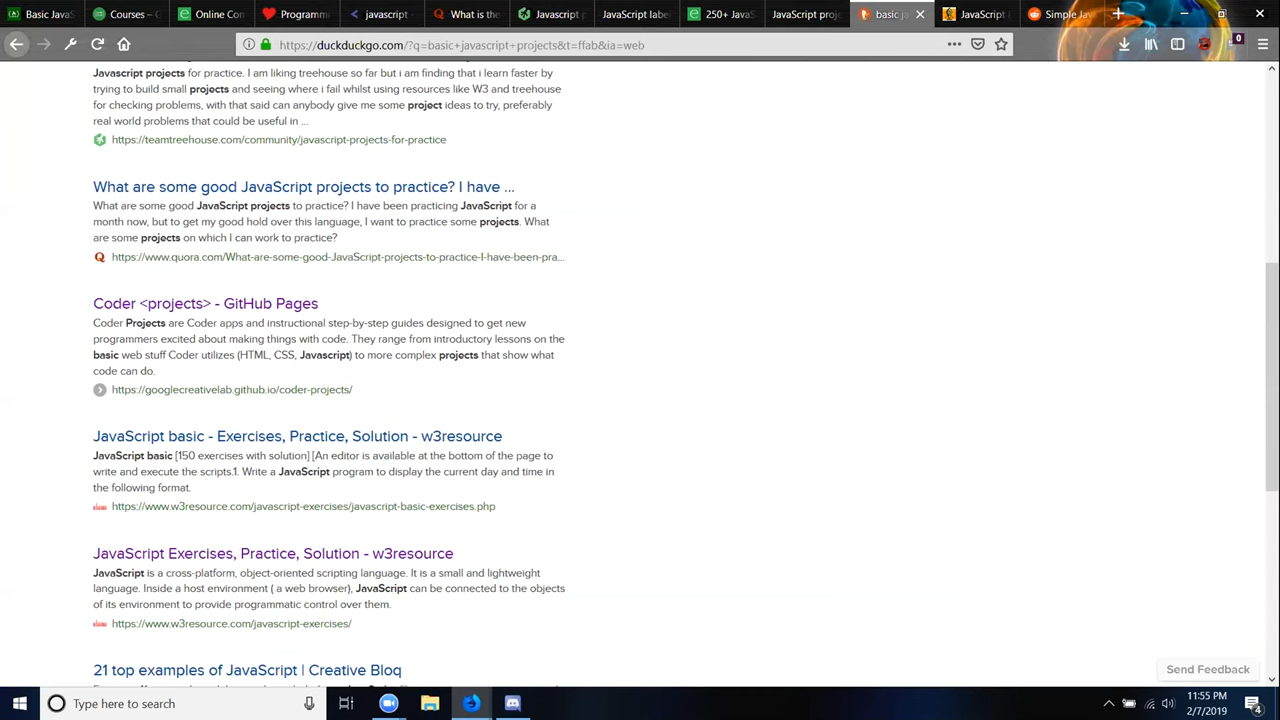 Basic JavaS
Courses –
Online Con
Programm
javascript
What is the
Javascript p
JavaScript label
250+ JavaS
JavaScript proje
basic ja
JavaScript
Simple Jav
https://duckduckgo.com/?q=basic+javascript+projects&t=ffab&ia=web
0
Javascript projects for practice. I am liking treehouse so far but i am finding that i learn faster by
trying to build small projects and seeing where i fail whilst using resources like W3 and treehouse
for checking problems, with that said can anybody give me some project ideas to try, preferably
real world problems that could be useful in ...
https://teamtreehouse.com/community/javascript-projects-for-practice
What are some good JavaScript projects to practice? I have ...
What are some good JavaScript projects to practice? I have been practicing JavaScript for a
month now, but to get my good hold over this language, I want to practice some projects. What
are some projects on which I can work to practice?
Q https://www.quora.com/What-are-some-good-JavaScript-projects-to-practice-I-have-been-pra...
Coder <projects> - GitHub Pages
Coder Projects are Coder apps and instructional step-by-step guides designed to get new
programmers excited about making things with code. They range from introductory lessons on the
basic web stuff Coder utilizes (HTML, CSS, Javascript) to more complex projects that show what
code can do.
https://googlecreativelab.github.io/coder-projects/
JavaScript basic - Exercises, Practice, Solution - w3resource
JavaScript basic [150 exercises with solution] [An editor is available at the bottom of the page to
write and execute the scripts.1. Write a JavaScript program to display the current day and time in
the following format.
https://www.w3resource.com/javascript-exercises/javascript-basic-exercises.php
JavaScript Exercises, Practice, Solution - w3resource
JavaScript is a cross-platform, object-oriented scripting language. It is a small and lightweight
language. Inside a host environment ( a web browser), JavaScript can be connected to the objects
of its environment to provide programmatic control over them.
https://www.w3resource.com/javascript-exercises/
21 top examples of JavaScript | Creative Bloq
Send Feedback
Type here to search
11:55 PM
2/7/2019
4